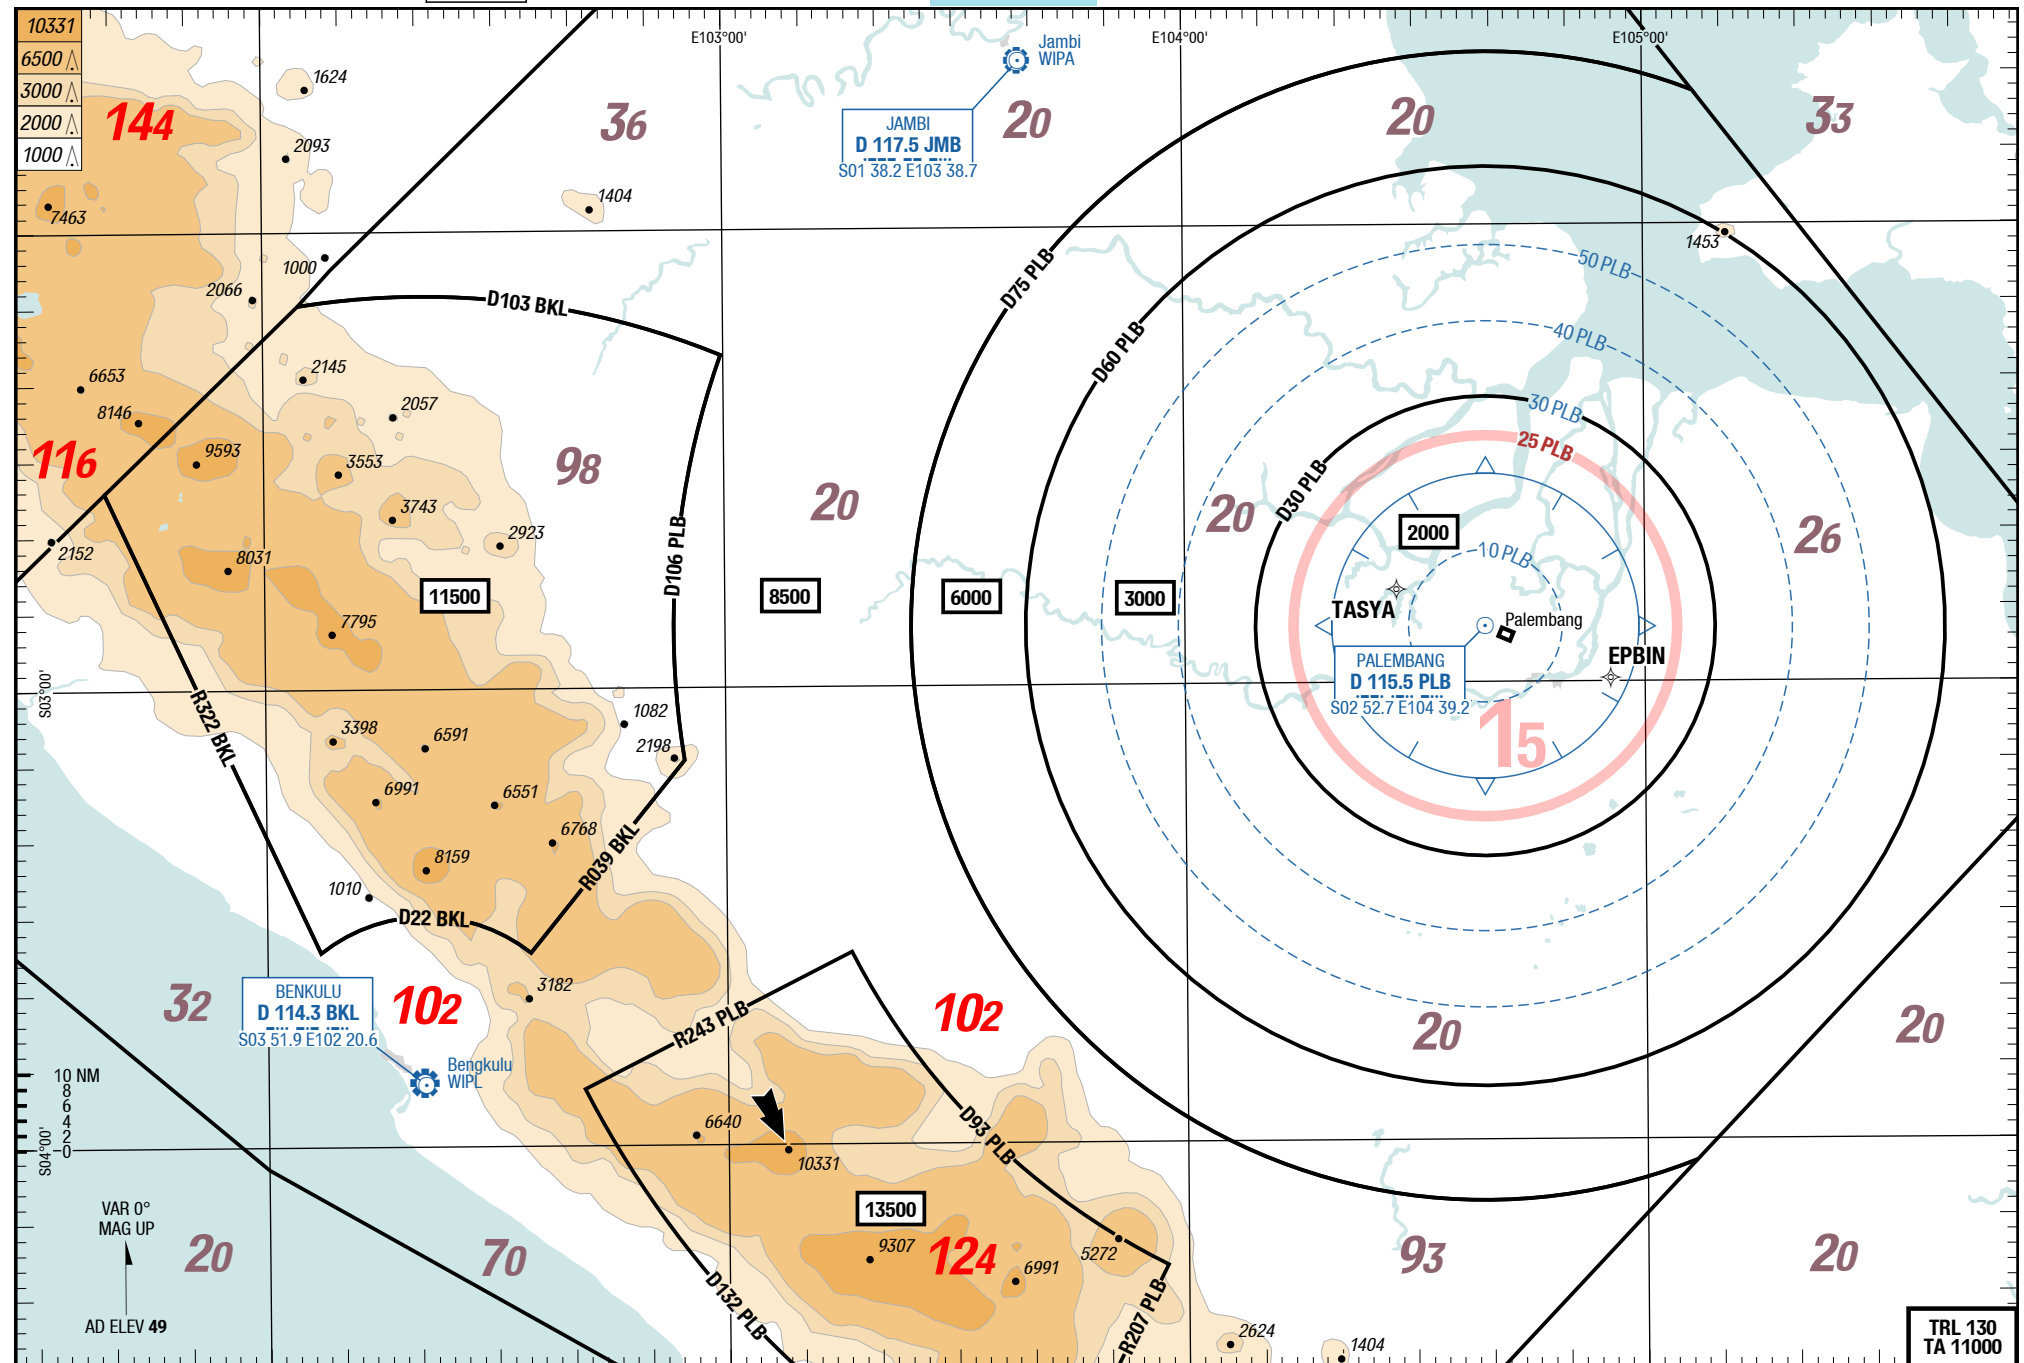 10331
6500
3000
2000
1000
144
1624
2093
7463
1404
36
E103°00'
Jambi
WIPA
JAMBI
D 117.5 JMB
S01 38.2 E103 38.7
20
E104°00'
20
E105°00'
33
1000
2066
D103 BKL
D75 PLB
1453
50 PLB
6653
8146
2145
2057
D60 PLB
40 PLB
116
9593
3553
98
30 PLB
25 PLB
3743
2923
20
20
D30 PLB
2152
8031
D106 PLB
2000
26
10 PLB
11500
8500
6000
3000
7795
TASYA
Palembang
EPBIN
PALEMBANG
D 115.5 PLB
S02 52.7 E104 39.2
15
S03°00'
R322 BKL
3398
6591
1082
2198
6991
6551
6768
8159
R039 BKL
1010
D22 BKL
32
BENKULU
D 114.3 BKL
S03 51.9 E102 20.6
102
3182
R243 PLB
102
20
20
Bengkulu
WIPL
10 NM
8
6
4
2
0
S04°00'
6640
10331
D93 PLB
VAR 0°
MAG UP
13500
20
70
9307
124
6991
5272
93
20
D132 PLB
R207 PLB
AD ELEV 49
2624
1404
TRL 130
TA 11000